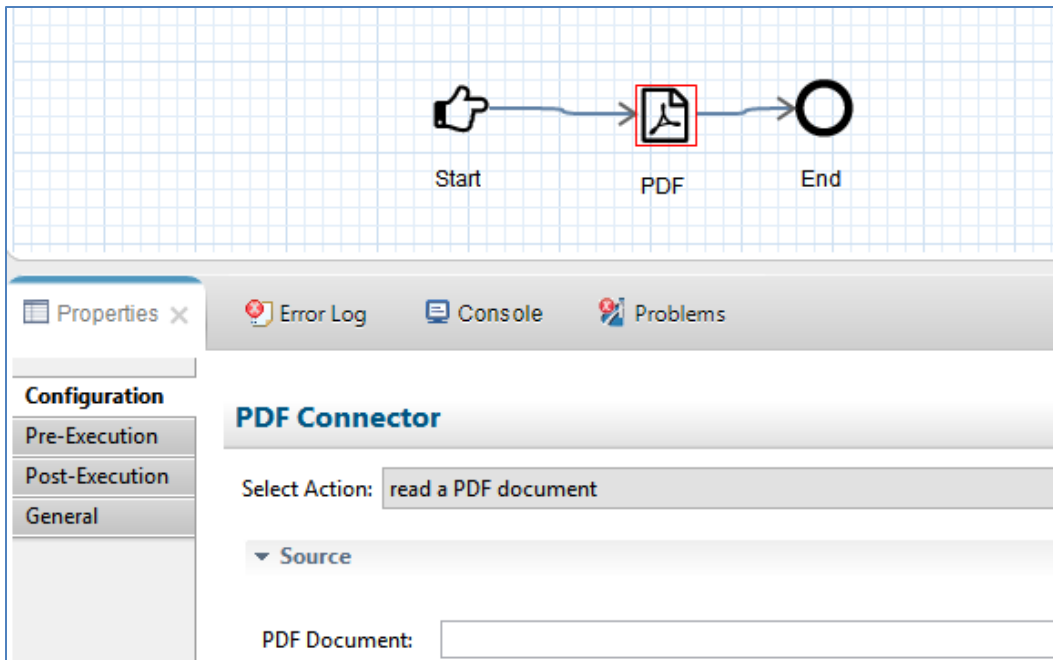 Start PDF End
Properties Error Log Console Problems
Configuration
Pre-Execution
Post-Execution
General
PDF Connector
Select Action: read a PDF document
Source
PDF Document: